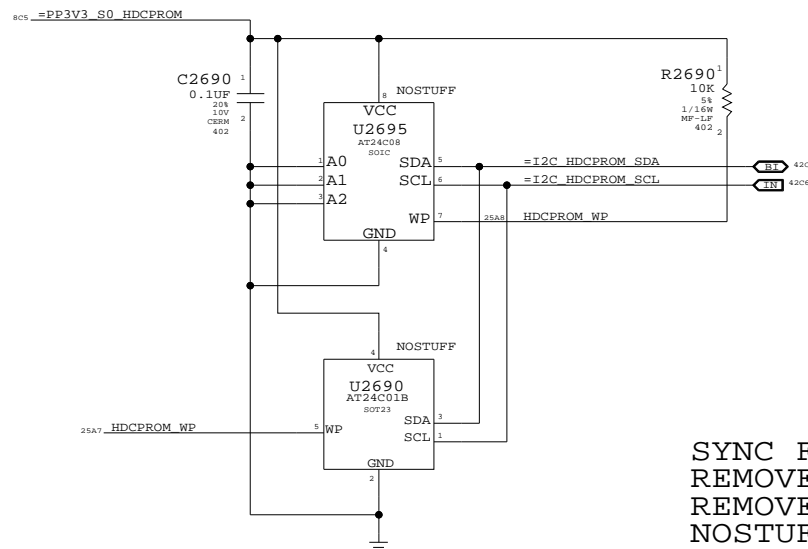 8C5 =PP3V3_S0_HDCPROM
C2690 1
0.1UF
20%
10V
CERM
402
2
NOSTUFF
8
VCC
U2695
AT24C08
SOIC
1 A0
2 A1
3 A2
SDA 5
SCL 6
WP 7
GND
4
R2690 1
10K
5%
1/16W
MF-LF
402
2
=I2C_HDCPROM_SDA BI
=I2C_HDCPROM_SCL IN 42C6
25A8 HDCPROM_WP
NOSTUFF
4
VCC
U2690
AT24C01B
SOT23
25A7 HDCPROM_WP 5 WP
SDA 3
SCL 1
GND
2
SYNC
REMOVE
REMOVE